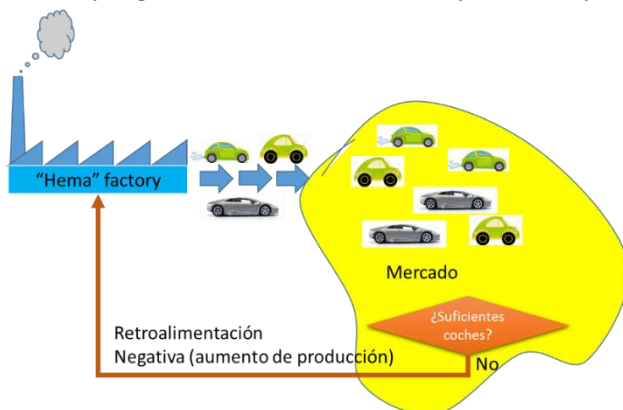 “Hema” factory
Mercado
¿Suficientes
coches?
No
Retroalimentación
Negativa (aumento de producción)